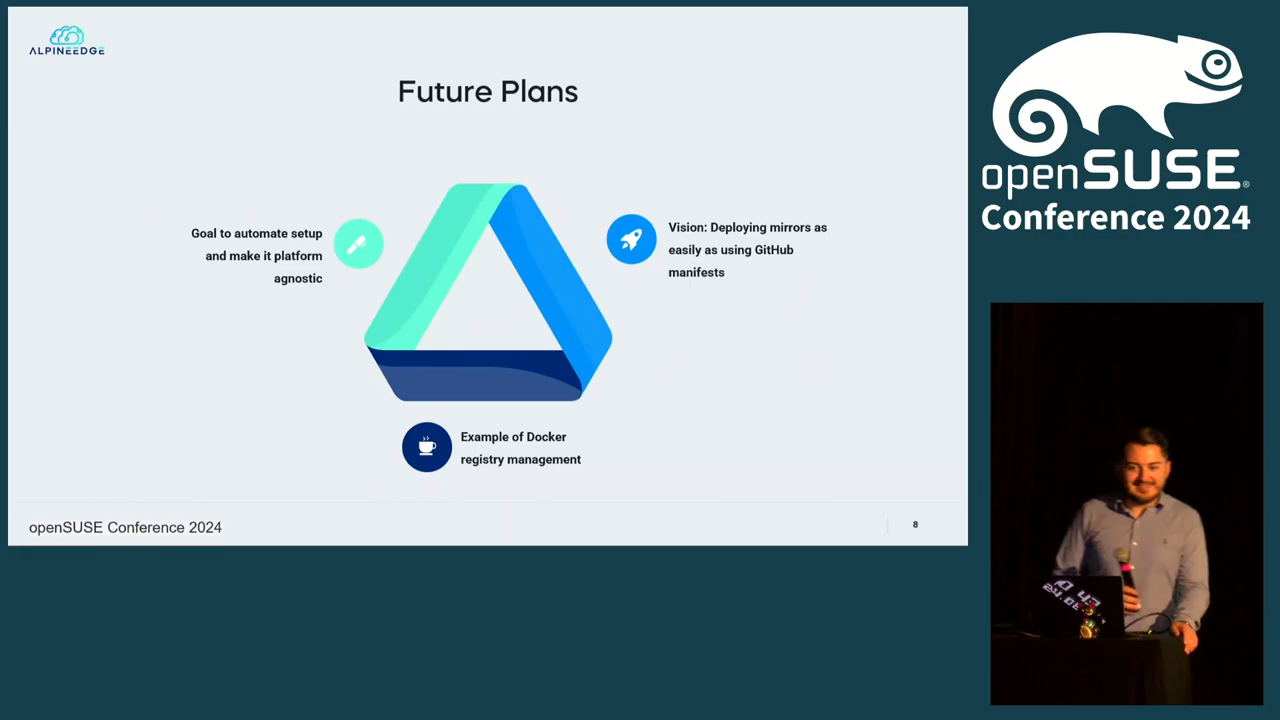 ALPINEEDGE
Future Plans
Goal to automate setup
and make it platform
agnostic
Vision: Deploying mirrors as
easily as using GitHub
manifests
Example of Docker
registry management
openSUSE Conference 2024
8
openSUSE®
Conference 2024